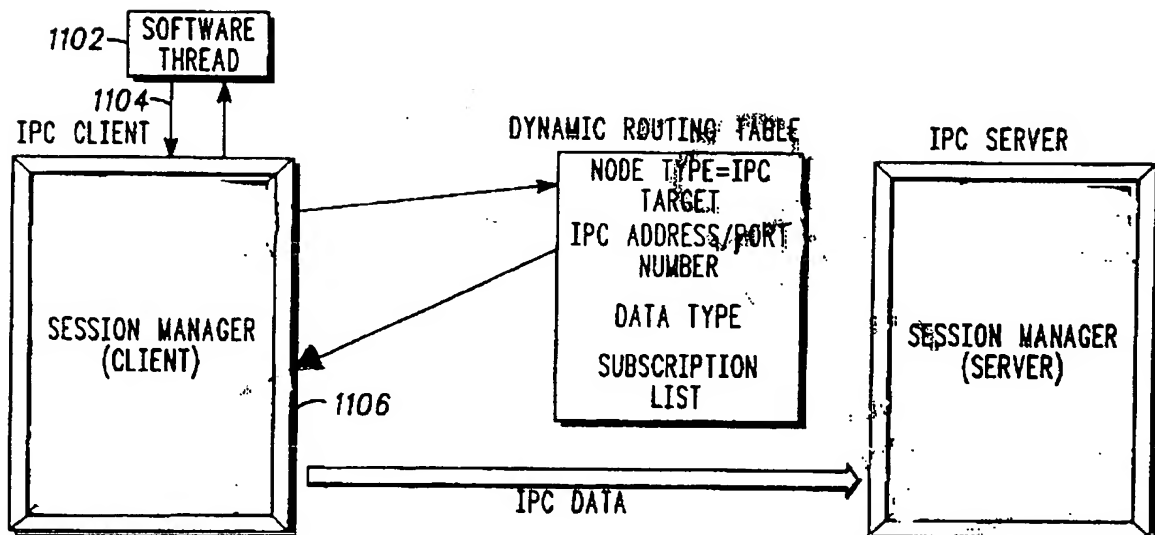 1102
SOFTWARE
THREAD
1104
IPC CLIENT
SESSION MANAGER
(CLIENT)
1106
DYNAMIC ROUTING TABLE
NODE TYPE=IPC
TARGET
IPC ADDRESS/PORT
NUMBER
DATA TYPE
SUBSCRIPTION
LIST
IPC DATA
IPC SERVER
SESSION MANAGER
(SERVER)